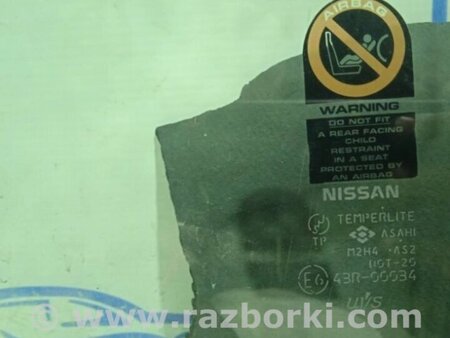 AIRBAG
WARNING
DO NOT FIT
A REAR FACING
CHILD
RESTRAINT
IN A SEAT
PROTECTED BY
AN AIRBAG
NISSAN
TEMPERLITE
TP ASAHI
M2H4 AS2
43R-00034
© www.razborki.com